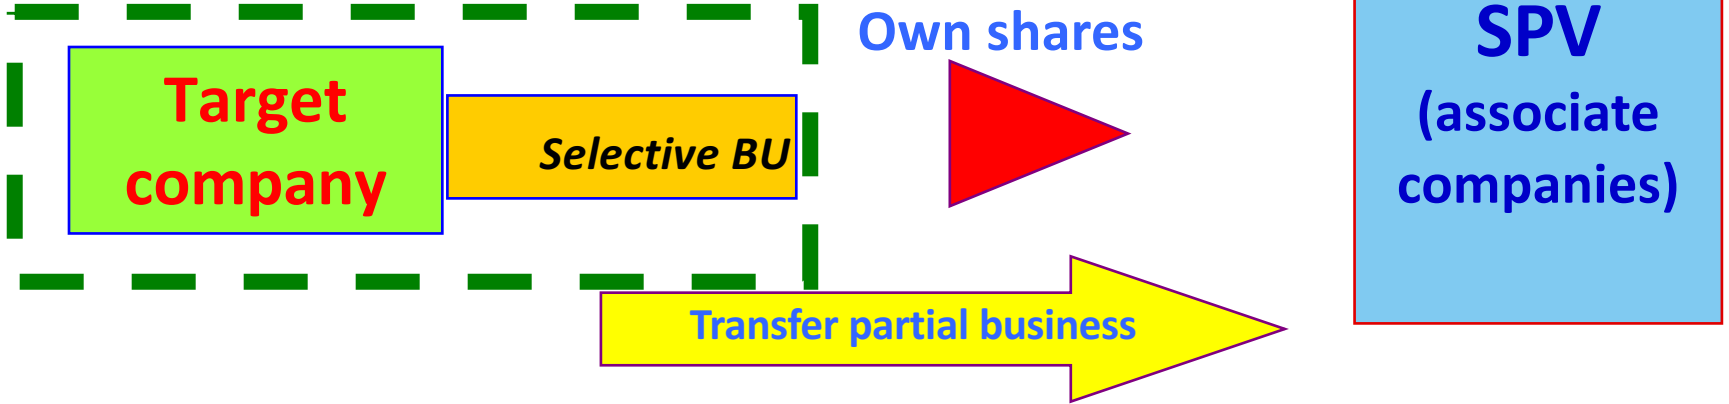 Target
company
Selective BU
Own shares
Transfer partial business
SPV
(associate
companies)